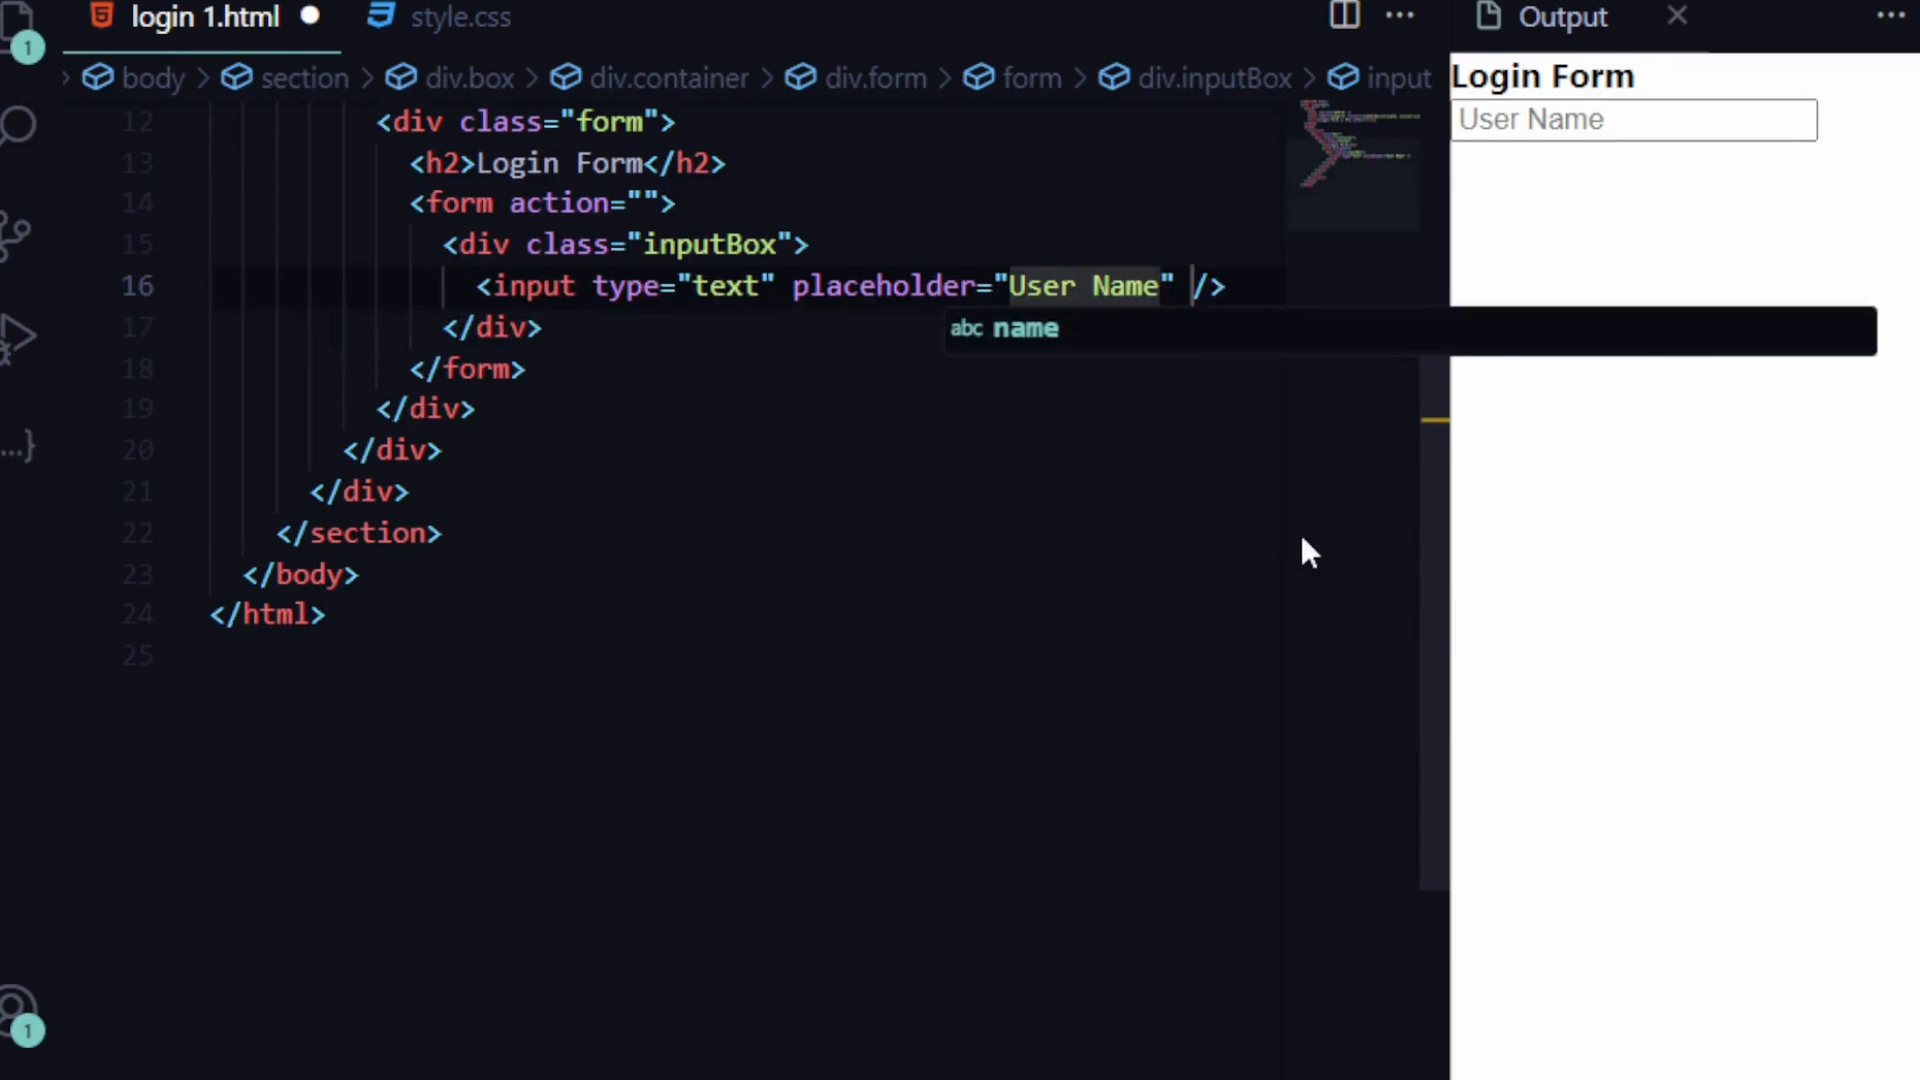 login 1.html
style.css
Output
1
body
section
div.box
div.container
div.form
form
div.inputBox
input
Login Form
User Name
12 <div class="form">
13 <h2>Login Form</h2>
14 <form action="">
15 <div class="inputBox">
16 <input type="text" placeholder="User Name" />
abc name
17 </div>
18 </form>
19 </div>
20 </div>
21 </div>
22 </section>
23 </body>
24 </html>
25
1